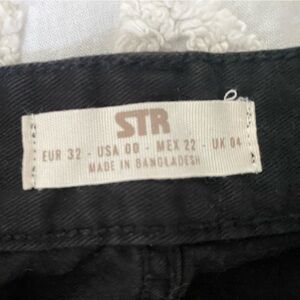 STR
EUR 32 - USA 00 - MEX 22 - UK 04
MADE IN BANGLADESH